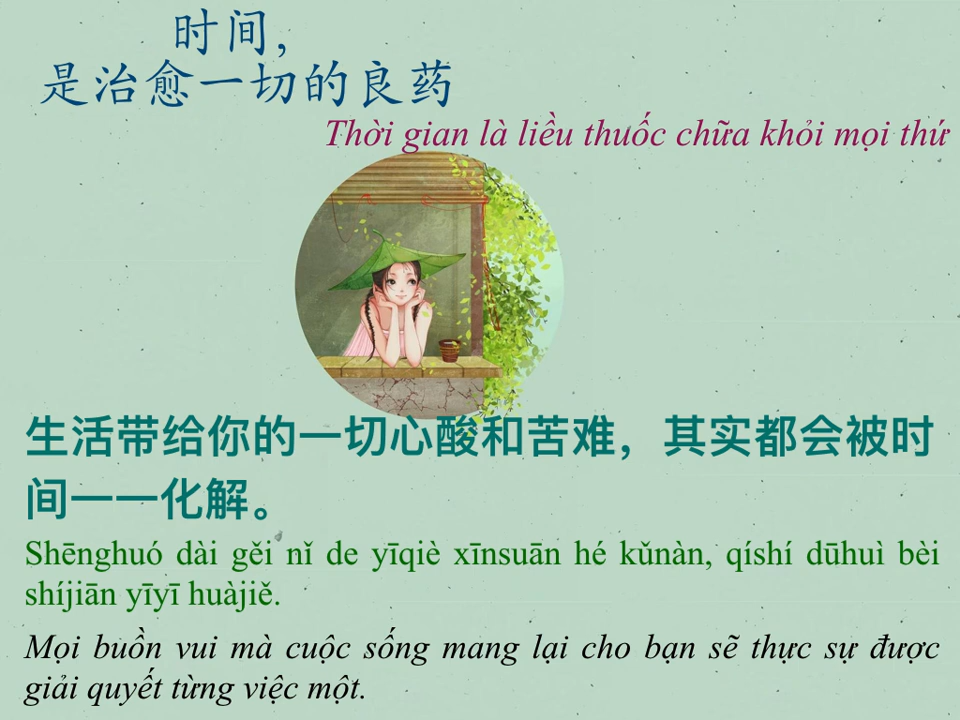 时间，
是治愈一切的良药
Thời gian là liều thuốc chữa khỏi mọi thứ
生活带给你的一切心酸和苦难，其实都会被时
间一一化解。
Shēnghuó dài gěi nǐ de yīqiè xīnsuān hé kǔnàn, qíshí dūhuì bèi
shíjiān yīyī huàjiě.
Mọi buồn vui mà cuộc sống mang lại cho bạn sẽ thực sự được
giải quyết từng việc một.